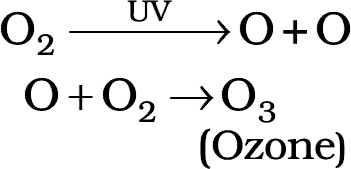 O₂ —UV→ O + O
O + O₂ → O₃
(Ozone)